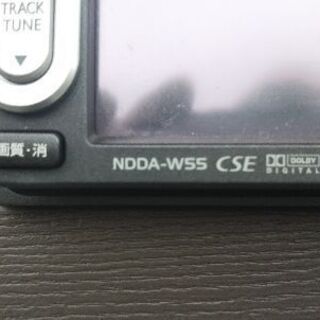 TRACK
TUNE
画質・消
NDDA-W55 CSE DOLBY
DIGITAL